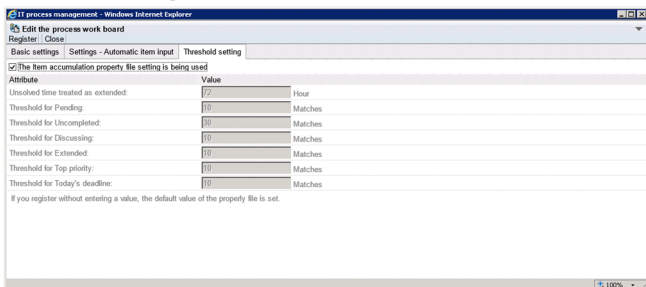 IT process management - Windows Internet Explorer
Edit the process work board
Register Close
Basic settings Settings - Automatic item input Threshold setting
The Item accumulation property file setting is being used
Attribute Value
Unsolved time treated as extended: 72 Hour
Threshold for Pending: 10 Matches
Threshold for Uncompleted: 30 Matches
Threshold for Discussing: 10 Matches
Threshold for Extended: 10 Matches
Threshold for Top priority: 10 Matches
Threshold for Today's deadline: 10 Matches
If you register without entering a value, the default value of the properly file is set.
100%